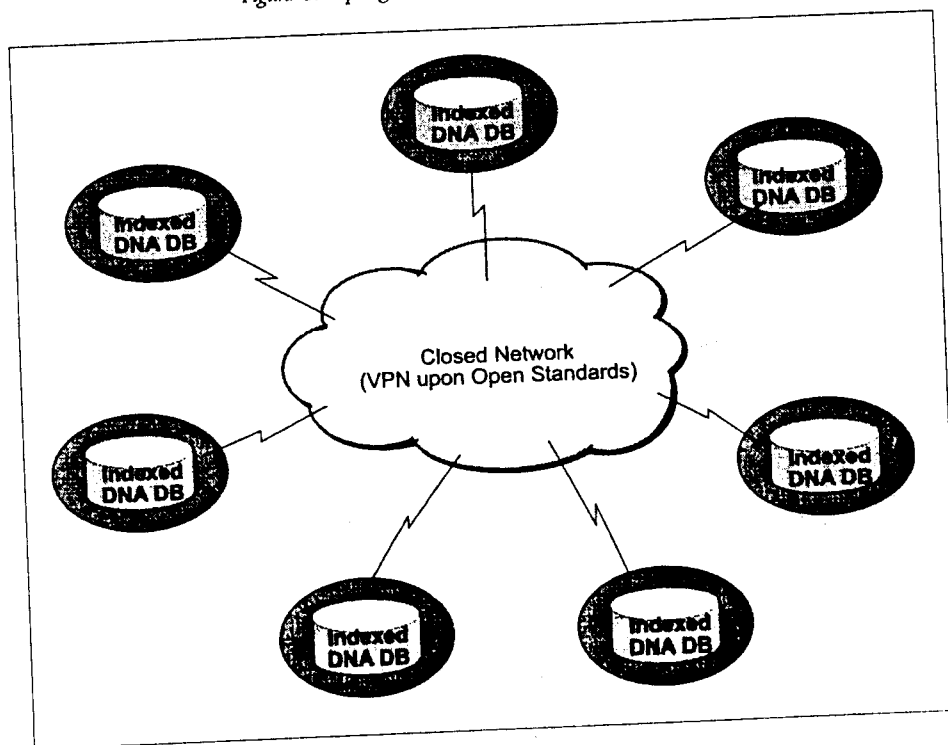 Indexed
DNA DB
Indexed
DNA DB
Indexed
DNA DB
Closed Network
(VPN upon Open Standards)
Indexed
DNA DB
Indexed
DNA DB
Indexed
DNA DB
Indexed
DNA DB